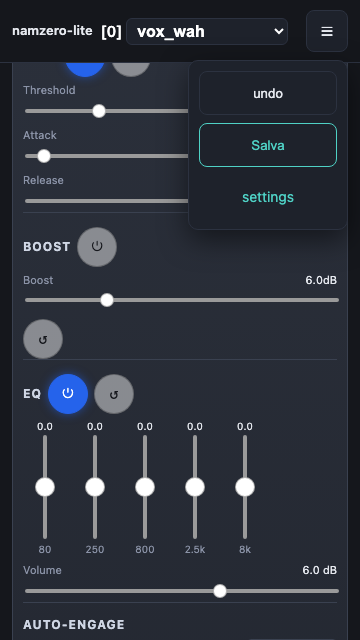 namzero-lite [0] vox_wah
undo
Salva
settings
Threshold
Attack
Release
BOOST
Boost 6.0dB
EQ
0.0 0.0 0.0 0.0 0.0
80 250 800 2.5k 8k
Volume 6.0 dB
AUTO-ENGAGE